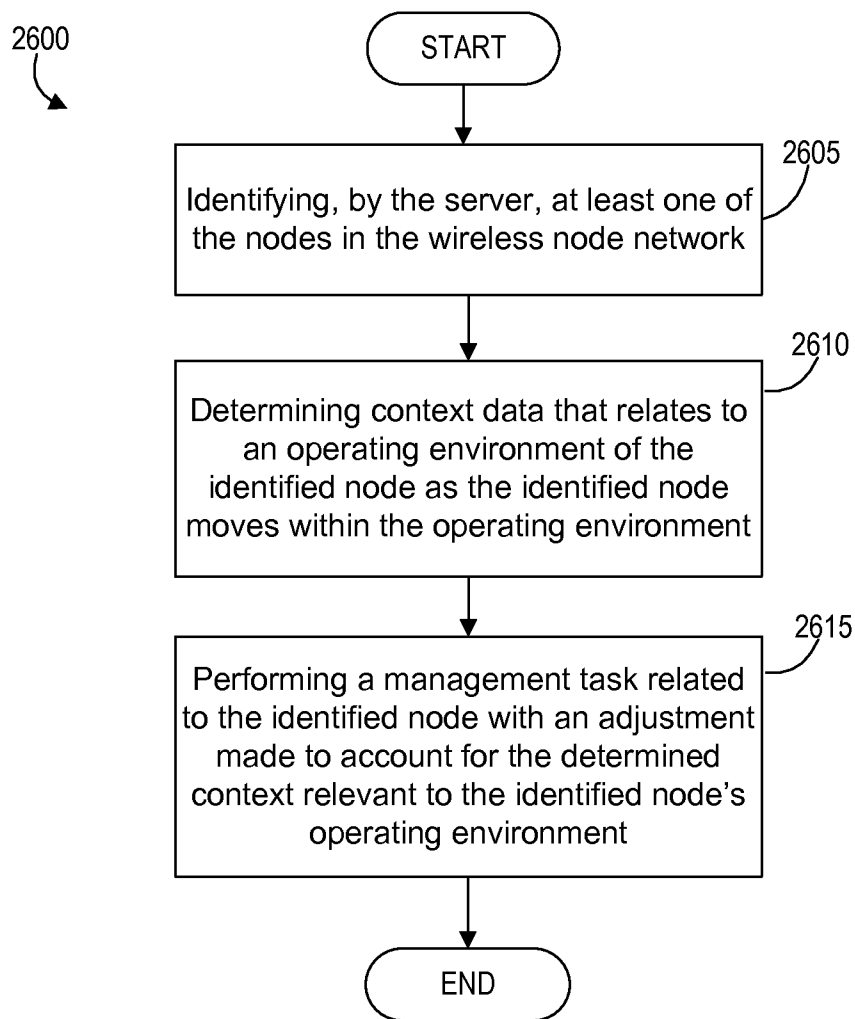 2600
START
2605
Identifying, by the server, at least one of
the nodes in the wireless node network
2610
Determining context data that relates to
an operating environment of the
identified node as the identified node
moves within the operating environment
2615
Performing a management task related
to the identified node with an adjustment
made to account for the determined
context relevant to the identified node's
operating environment
END